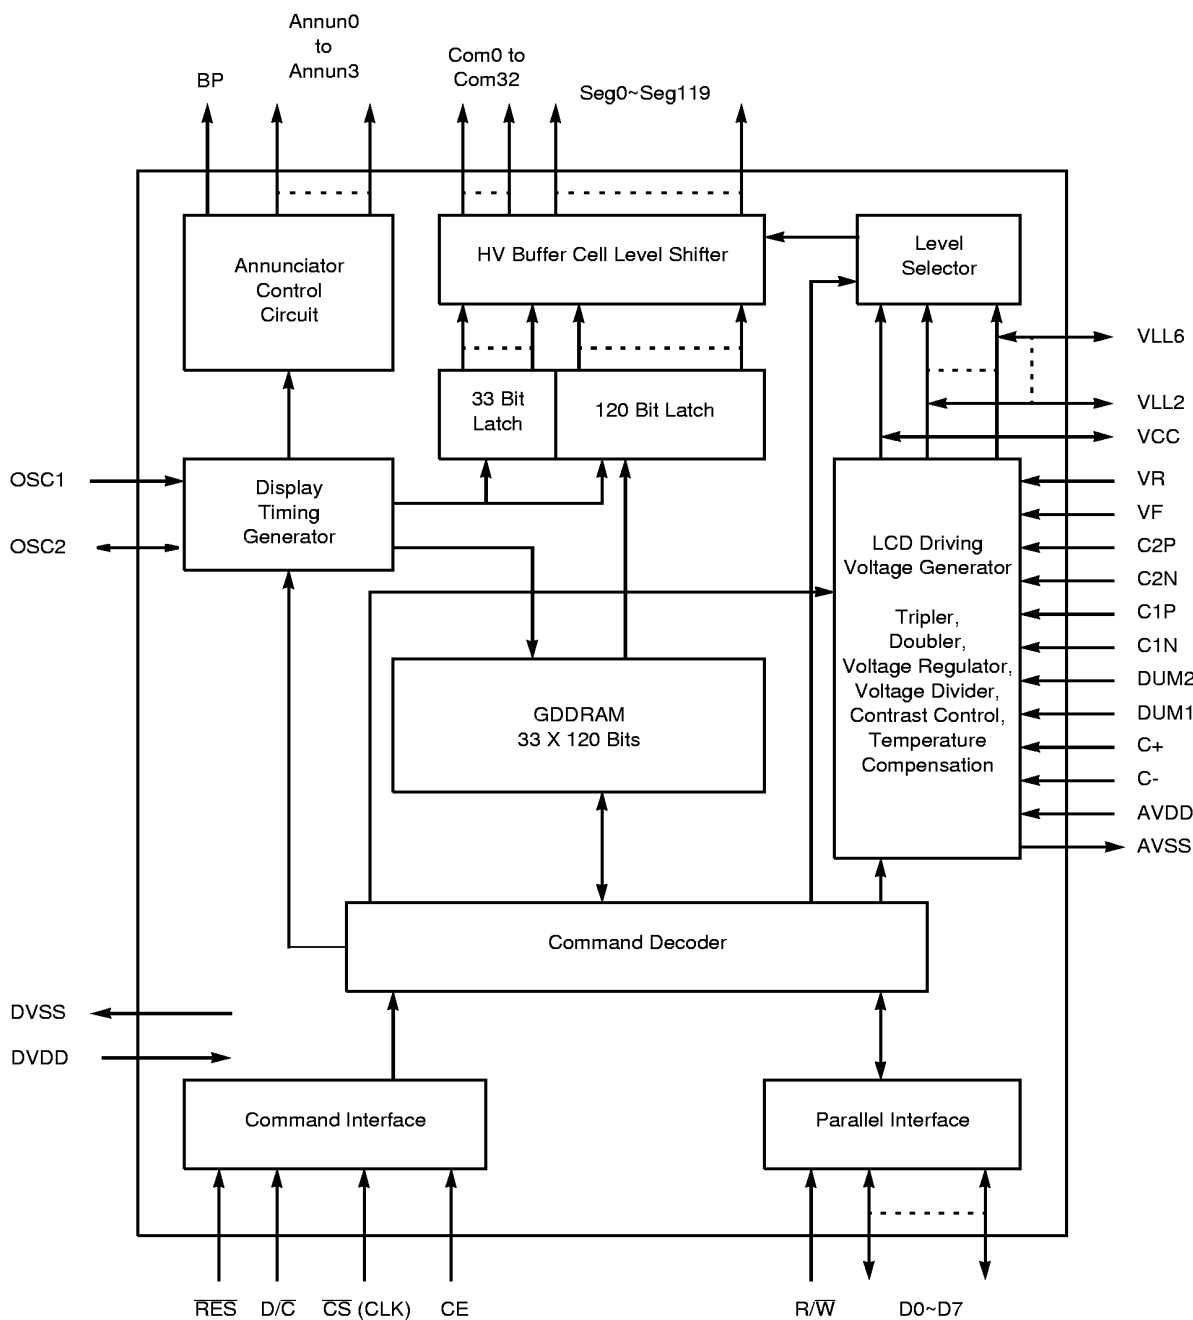 Annun0
to
Annun3
BP
Com0 to
Com32
Seg0~Seg119
Annunciator
Control
Circuit
HV Buffer Cell Level Shifter
Level
Selector
VLL6
33 Bit
Latch
120 Bit Latch
VLL2
VCC
OSC1
Display
Timing
Generator
OSC2
VR
VF
C2P
C2N
C1P
C1N
DUM2
DUM1
C+
C-
AVDD
AVSS
LCD Driving
Voltage Generator
Tripler,
Doubler,
Voltage Regulator,
Voltage Divider,
Contrast Control,
Temperature
Compensation
GDDRAM
33 X 120 Bits
Command Decoder
DVSS
DVDD
Command Interface
Parallel Interface
R̅E̅S̅
D/C̅
C̅S̅ (CLK)
CE
R/W̅
D0~D7